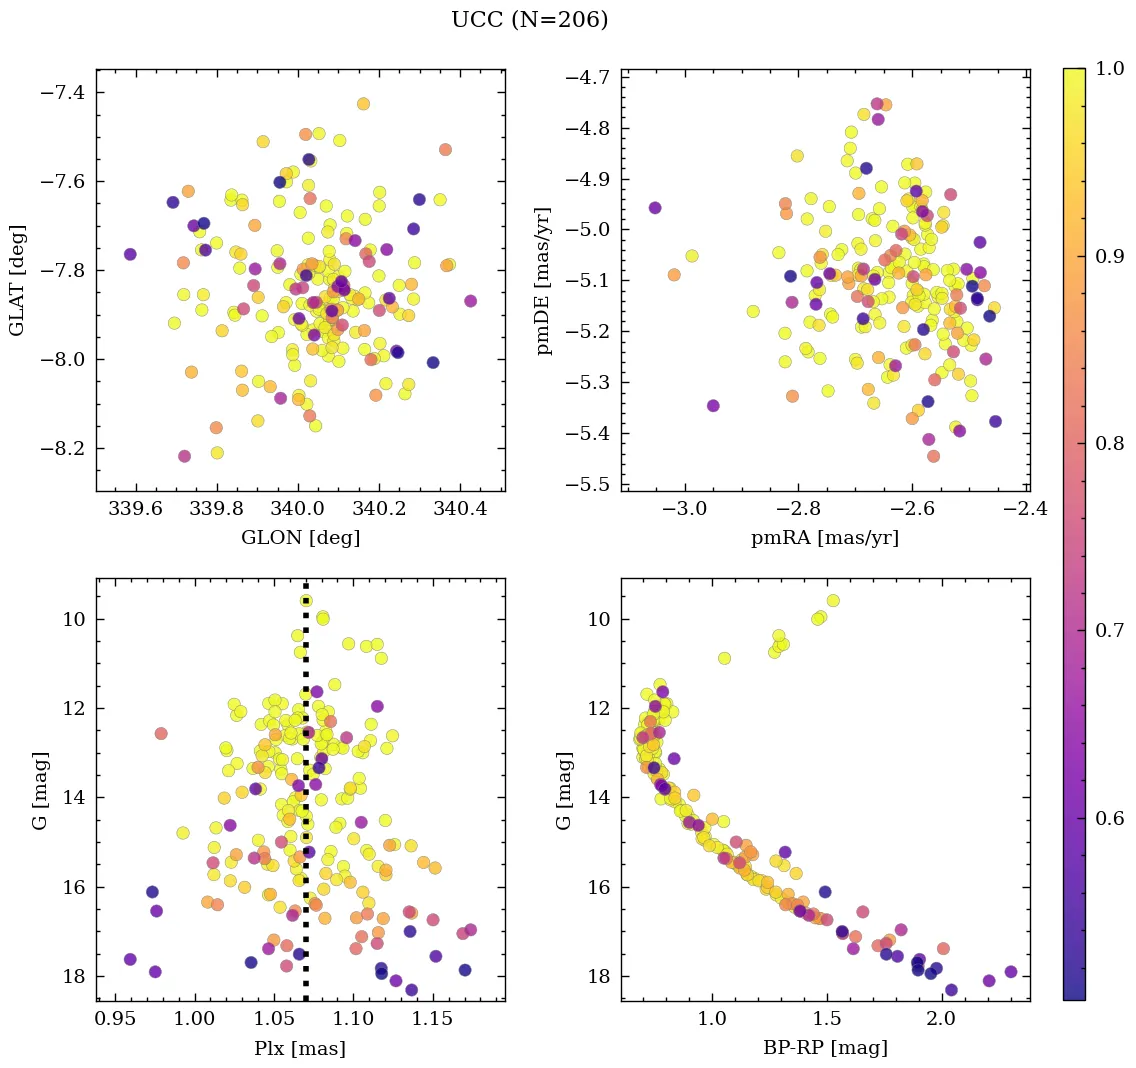 UCC (N=206)
−7.4
−7.6
−7.8
−8.0
−8.2
GLAT [deg]
339.6 339.8 340.0 340.2 340.4
GLON [deg]
−4.7
−4.8
−4.9
−5.0
−5.1
−5.2
−5.3
−5.4
−5.5
pmDE [mas/yr]
−3.0 −2.8 −2.6 −2.4
pmRA [mas/yr]
10
12
14
16
18
G [mag]
0.95 1.00 1.05 1.10 1.15
Plx [mas]
10
12
14
16
18
G [mag]
1.0 1.5 2.0
BP-RP [mag]
1.0
0.9
0.8
0.7
0.6